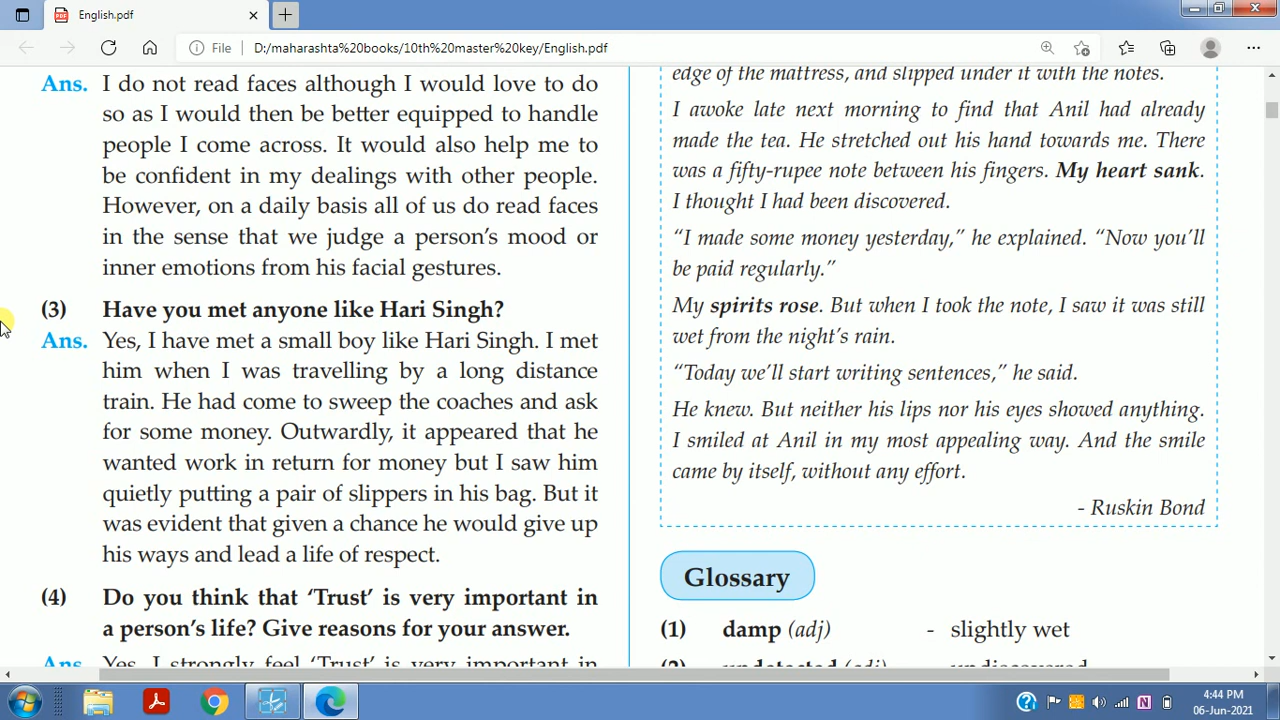 English.pdf
File
D:/maharashta%20books/10th%20master%20key/English.pdf
Ans. I do not read faces although I would love to do
so as I would then be better equipped to handle
people I come across. It would also help me to
be confident in my dealings with other people.
However, on a daily basis all of us do read faces
in the sense that we judge a person's mood or
inner emotions from his facial gestures.
(3) Have you met anyone like Hari Singh?
Ans. Yes, I have met a small boy like Hari Singh. I met
him when I was travelling by a long distance
train. He had come to sweep the coaches and ask
for some money. Outwardly, it appeared that he
wanted work in return for money but I saw him
quietly putting a pair of slippers in his bag. But it
was evident that given a chance he would give up
his ways and lead a life of respect.
(4) Do you think that ‘Trust’ is very important in
a person's life? Give reasons for your answer.
Ans. Yes, I strongly feel ‘Trust’ is very important in
edge of the mattress, and slipped under it with the notes.
I awoke late next morning to find that Anil had already
made the tea. He stretched out his hand towards me. There
was a fifty-rupee note between his fingers. My heart sank.
I thought I had been discovered.
“I made some money yesterday,” he explained. “Now you'll
be paid regularly.”
My spirits rose. But when I took the note, I saw it was still
wet from the night's rain.
“Today we'll start writing sentences,” he said.
He knew. But neither his lips nor his eyes showed anything.
I smiled at Anil in my most appealing way. And the smile
came by itself, without any effort.
- Ruskin Bond
Glossary
(1) damp (adj) - slightly wet
(2) undetected (adj) - undiscovered
4:44 PM
06-Jun-2021